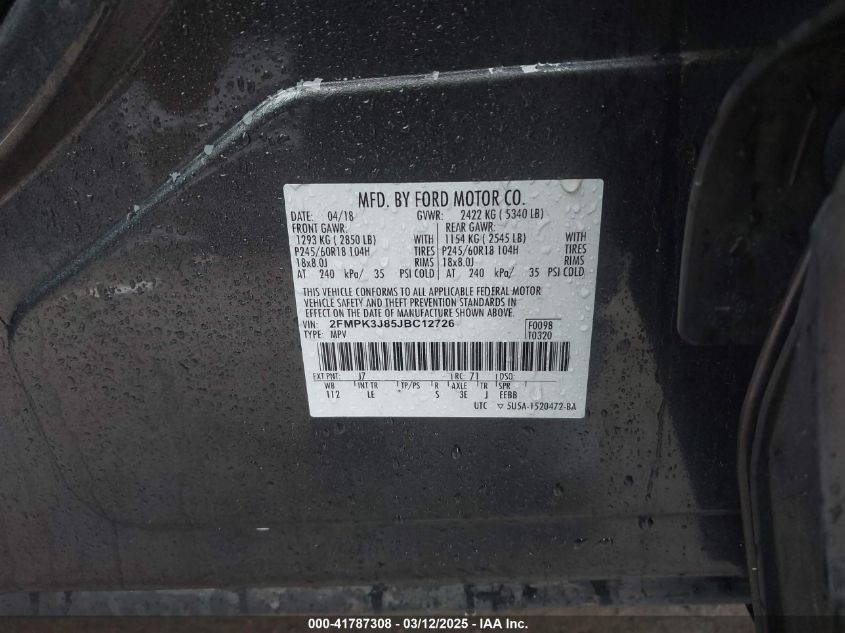 MFD. BY FORD MOTOR CO.
DATE: 04/18 GVWR: 2422 KG ( 5340 LB)
FRONT GAWR: REAR GAWR:
1293 KG ( 2850 LB) WITH 1154 KG ( 2545 LB) WITH
P245/60R18 104H TIRES P245/60R18 104H TIRES
18x8.0J RIMS 18x8.0J RIMS
AT 240 kPa/ 35 PSI COLD AT 240 kPa/ 35 PSI COLD
THIS VEHICLE CONFORMS TO ALL APPLICABLE FEDERAL MOTOR
VEHICLE SAFETY AND THEFT PREVENTION STANDARDS IN
EFFECT ON THE DATE OF MANUFACTURE SHOWN ABOVE.
VIN: 2FMPK3J85JBC12726 F0098
TYPE: MPV T0320
EXT PNT: J7 RC: 71 DSO:
WB INT TR TP/PS R AXLE TR SPR
112 LE * S 3E J EEBB
UTC ▽ 5U5A-1520472-BA
000-41787308 - 03/12/2025 - IAA Inc.